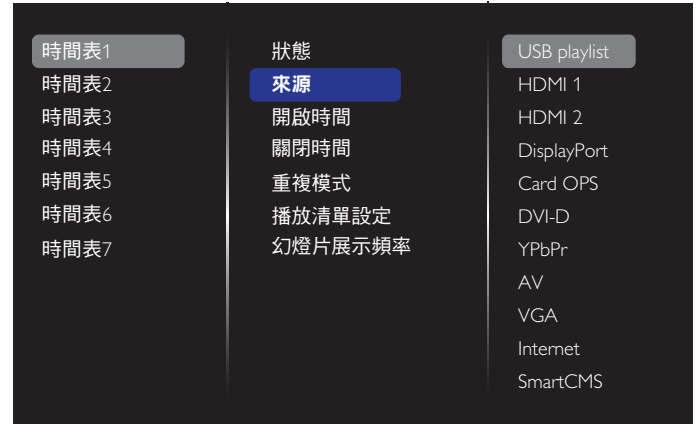 時間表1
時間表2
時間表3
時間表4
時間表5
時間表6
時間表7
狀態
來源
開啟時間
關閉時間
重複模式
播放清單設定
幻燈片展示頻率
USB playlist
HDMI 1
HDMI 2
DisplayPort
Card OPS
DVI-D
YPbPr
AV
VGA
Internet
SmartCMS